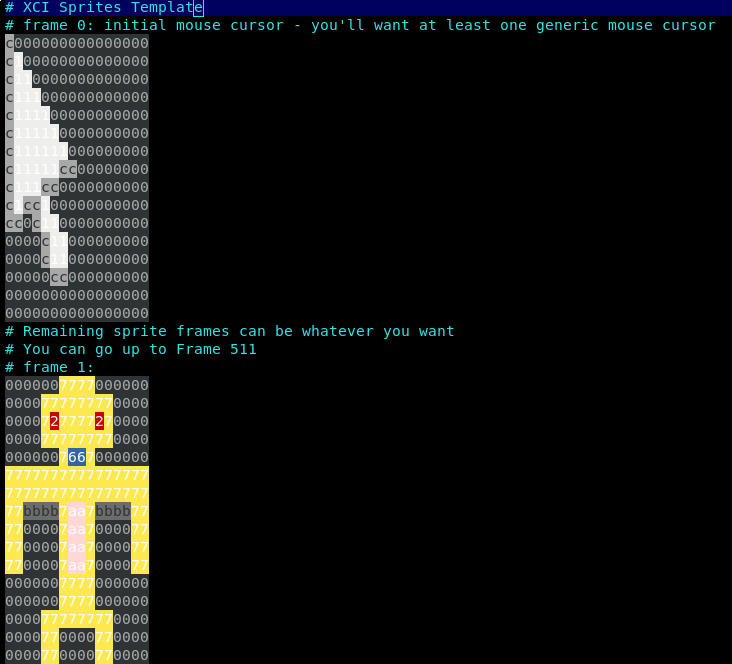 # XCI Sprites Template
# frame 0: initial mouse cursor - you'll want at least one generic mouse cursor
c000000000000000
c100000000000000
c110000000000000
c111000000000000
c111100000000000
c111110000000000
c111111000000000
c11111cc00000000
c111cc0000000000
c1cc100000000000
cc0c110000000000
0000c11000000000
0000c11000000000
00000cc000000000
0000000000000000
0000000000000000
# Remaining sprite frames can be whatever you want
# You can go up to Frame 511
# frame 1:
0000007777000000
0000777777770000
0000727777270000
0000777777770000
0000007667000000
7777777777777777
7777777777777777
77bbbb7aa7bbbb77
7700007aa7000077
7700007aa7000077
7700007aa7000077
0000007777000000
0000007777000000
0000777777770000
0000770000770000
0000770000770000